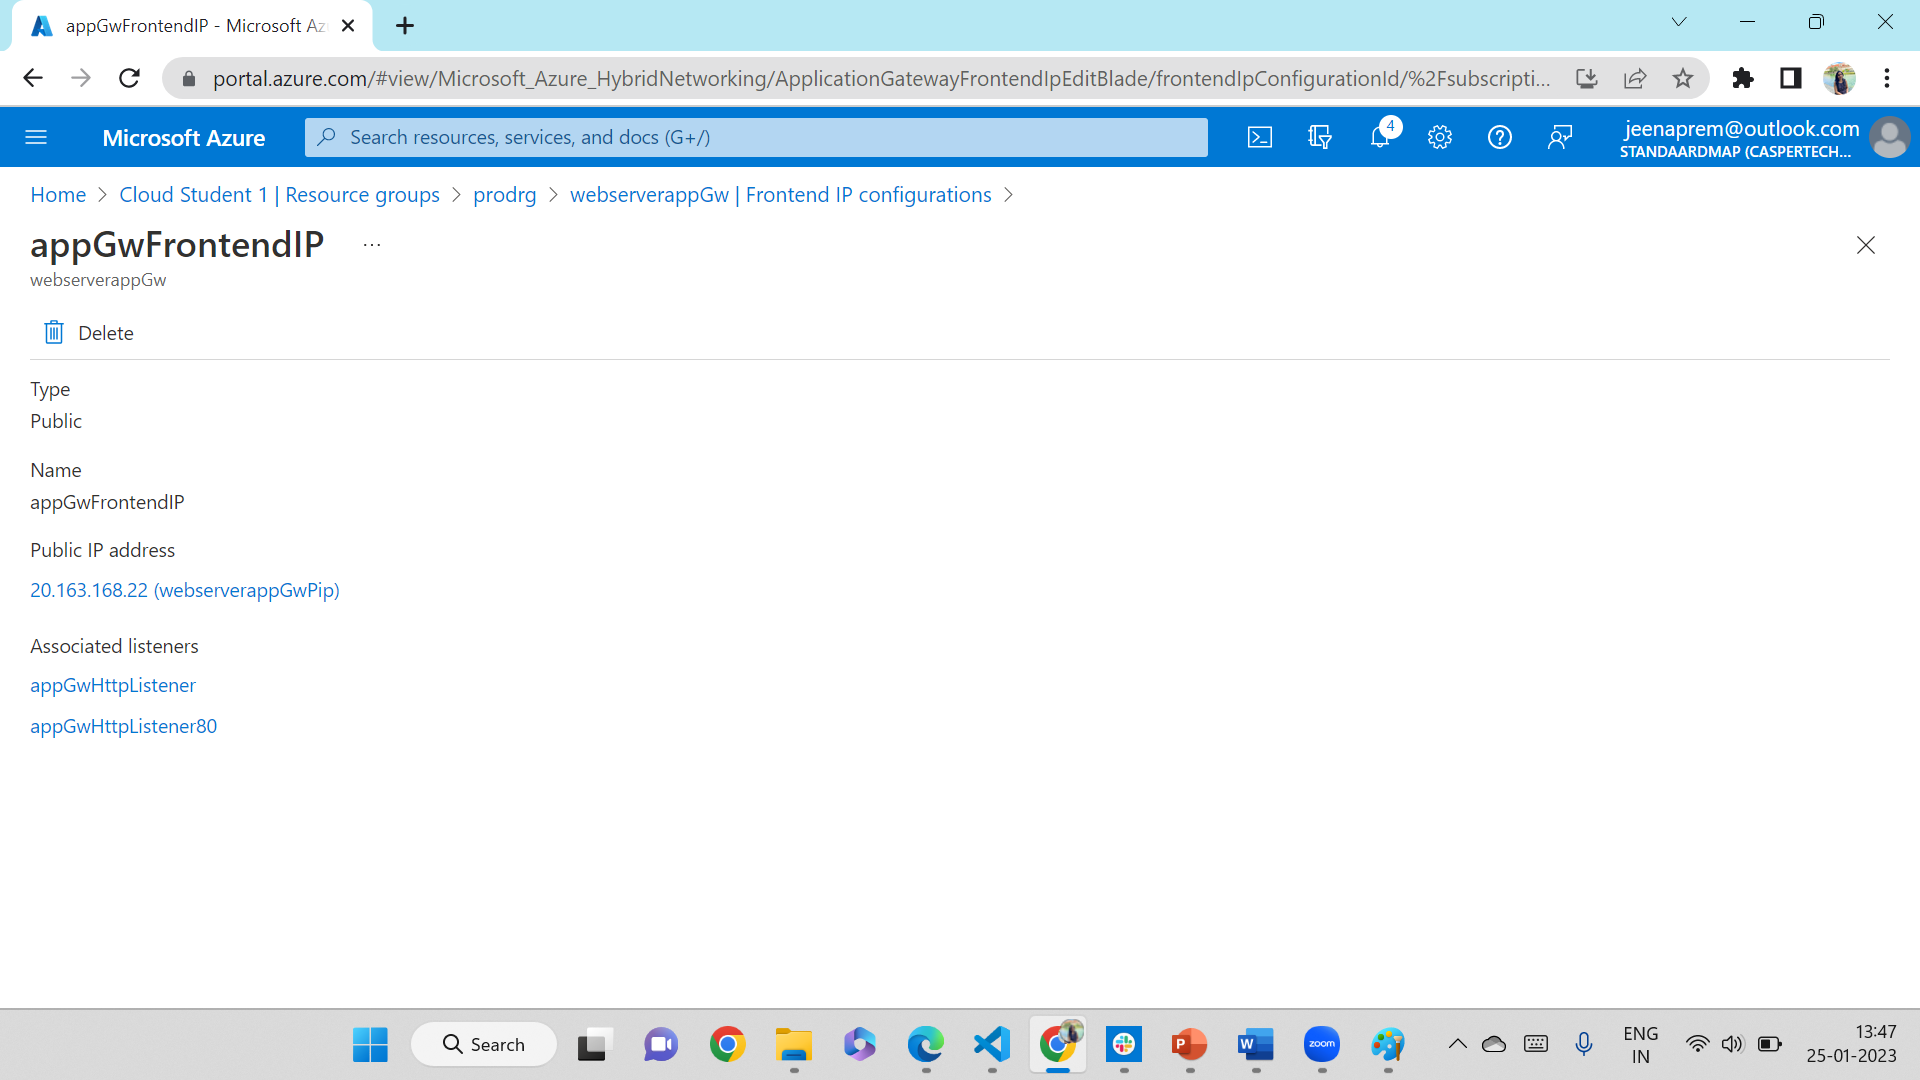 appGwFrontendIP - Microsoft Az
portal.azure.com/#view/Microsoft_Azure_HybridNetworking/ApplicationGatewayFrontendIpEditBlade/frontendIpConfigurationId/%2Fsubscripti...
Microsoft Azure
Search resources, services, and docs (G+/)
4
jeenaprem@outlook.com
STANDAARDMAP (CASPERTECH...
Home > Cloud Student 1 | Resource groups > prodrg > webserverappGw | Frontend IP configurations >
appGwFrontendIP ...
webserverappGw
Delete
Type
Public
Name
appGwFrontendIP
Public IP address
20.163.168.22 (webserverappGwPip)
Associated listeners
appGwHttpListener
appGwHttpListener80
Search
zoom
ENG
IN
13:47
25-01-2023